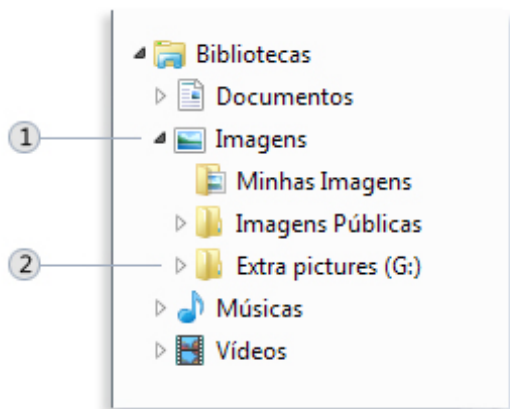 Bibliotecas
Documentos
1 Imagens
Minhas Imagens
Imagens Públicas
2 Extra pictures (G:)
Músicas
Vídeos